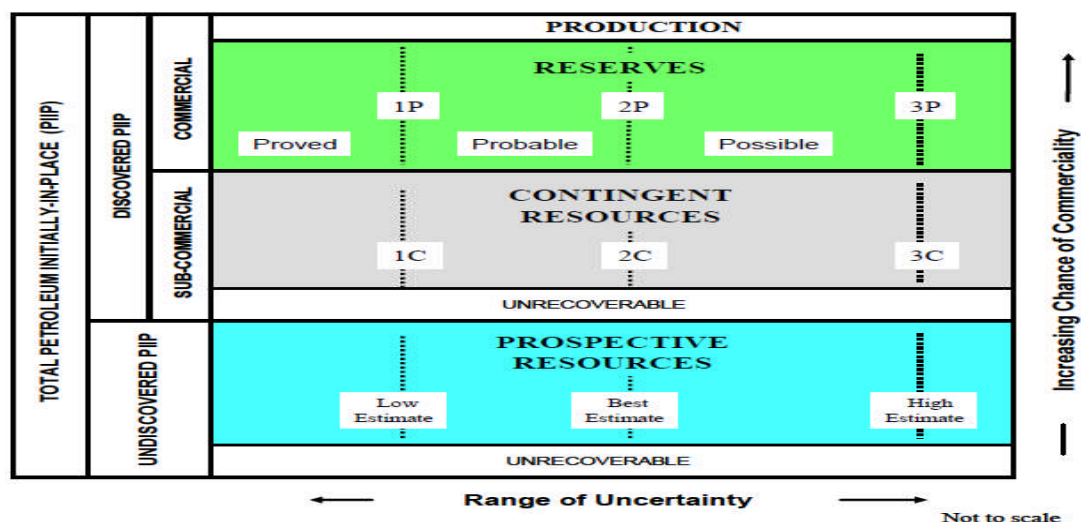 TOTAL PETROLEUM INITIALLY-IN-PLACE (PIIP)
DISCOVERED PIIP
UNDISCOVERED PIIP
COMMERCIAL
SUB-COMMERCIAL
PRODUCTION
RESERVES
1P
2P
3P
Proved
Probable
Possible
CONTINGENT
RESOURCES
1C
2C
3C
UNRECOVERABLE
PROSPECTIVE
RESOURCES
Low
Estimate
Best
Estimate
High
Estimate
UNRECOVERABLE
Increasing Chance of Commerciality
Range of Uncertainty
Not to scale